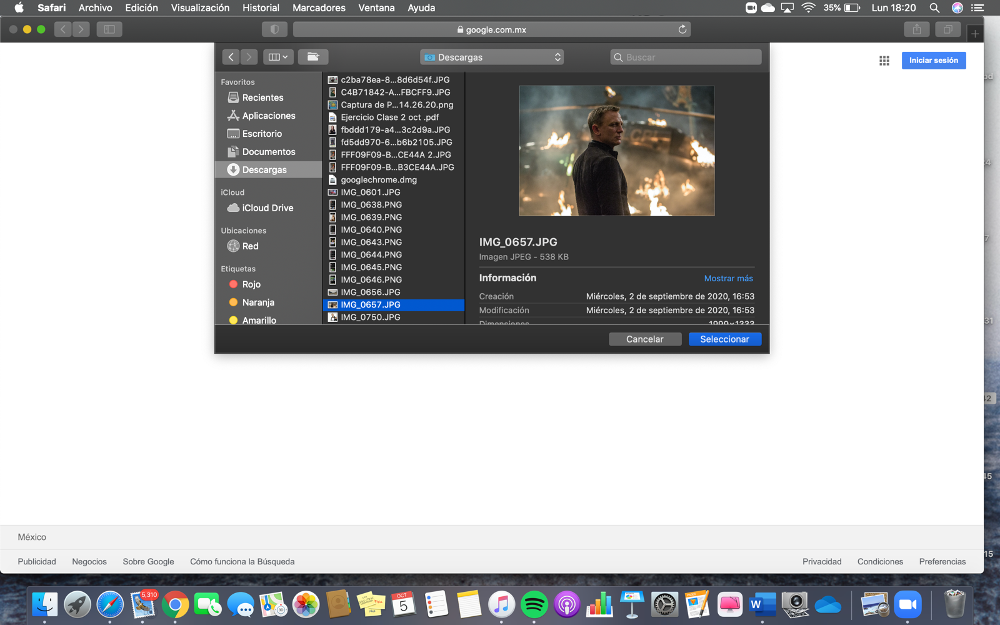 Safari Archivo Edición Visualización Historial Marcadores Ventana Ayuda 35% Lun 18:20
google.com.mx
Descargas Buscar
Iniciar sesión
Favoritos
Recientes
Aplicaciones
Escritorio
Documentos
Descargas
iCloud
iCloud Drive
Ubicaciones
Red
Etiquetas
Rojo
Naranja
Amarillo
c2ba78ea-8...8d6d54f.JPG
C4B71842-A...FBCFF9.JPG
Captura de P...14.26.20.png
Ejercicio Clase 2 oct .pdf
fbddd179-a4...3c2d9a.JPG
fd5dd970-6...b6b2105.JPG
FFF09F09-B...CE44A 2.JPG
FFF09F09-B...B3CE44A.JPG
googlechrome.dmg
IMG_0601.JPG
IMG_0638.PNG
IMG_0639.PNG
IMG_0640.PNG
IMG_0643.PNG
IMG_0644.PNG
IMG_0645.PNG
IMG_0646.PNG
IMG_0656.JPG
IMG_0657.JPG
IMG_0750.JPG
IMG_0657.JPG
Imagen JPEG - 538 KB
Información Mostrar más
Creación Miércoles, 2 de septiembre de 2020, 16:53
Modificación Miércoles, 2 de septiembre de 2020, 16:53
Dimensiones 1999×1333
Cancelar Seleccionar
México
Publicidad Negocios Sobre Google Cómo funciona la Búsqueda Privacidad Condiciones Preferencias
5,310
OCT
5
W